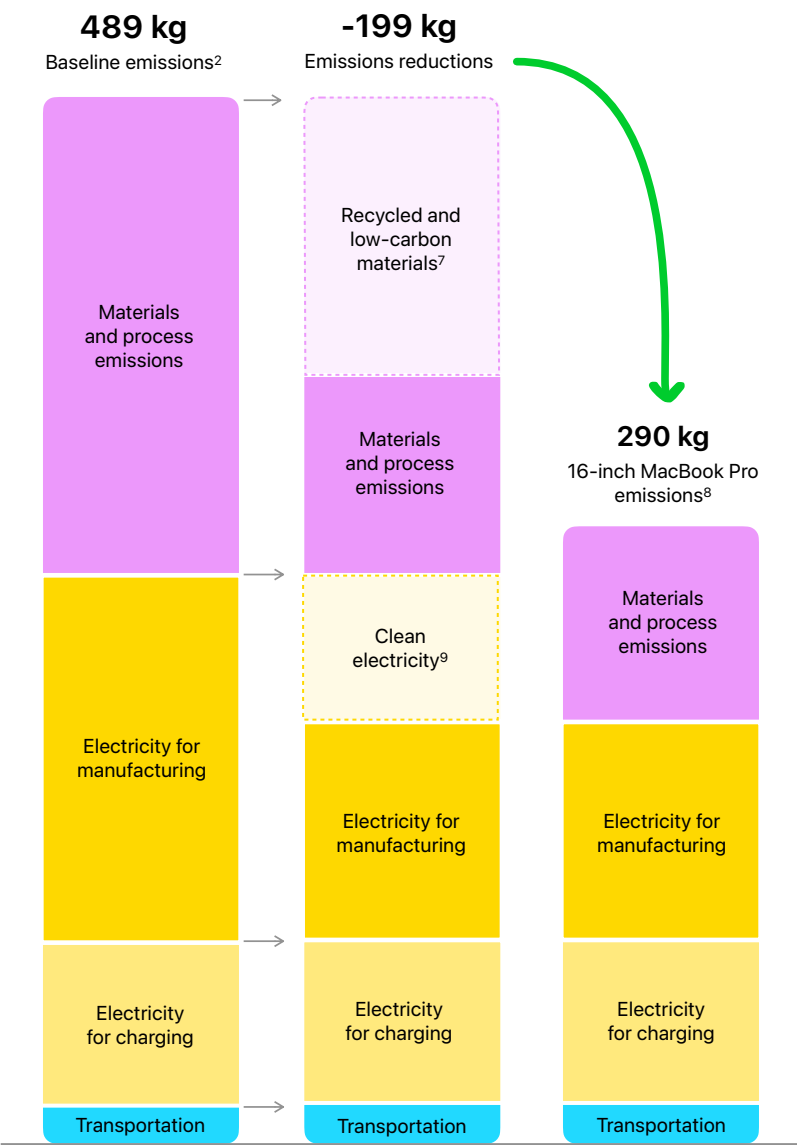 489 kg
Baseline emissions²
Materials
and process
emissions
Electricity for
manufacturing
Electricity
for charging
Transportation
-199 kg
Emissions reductions
Recycled and
low-carbon
materials⁷
Materials
and process
emissions
Clean
electricity⁹
Electricity for
manufacturing
Electricity
for charging
Transportation
290 kg
16-inch MacBook Pro
emissions⁸
Materials
and process
emissions
Electricity for
manufacturing
Electricity
for charging
Transportation